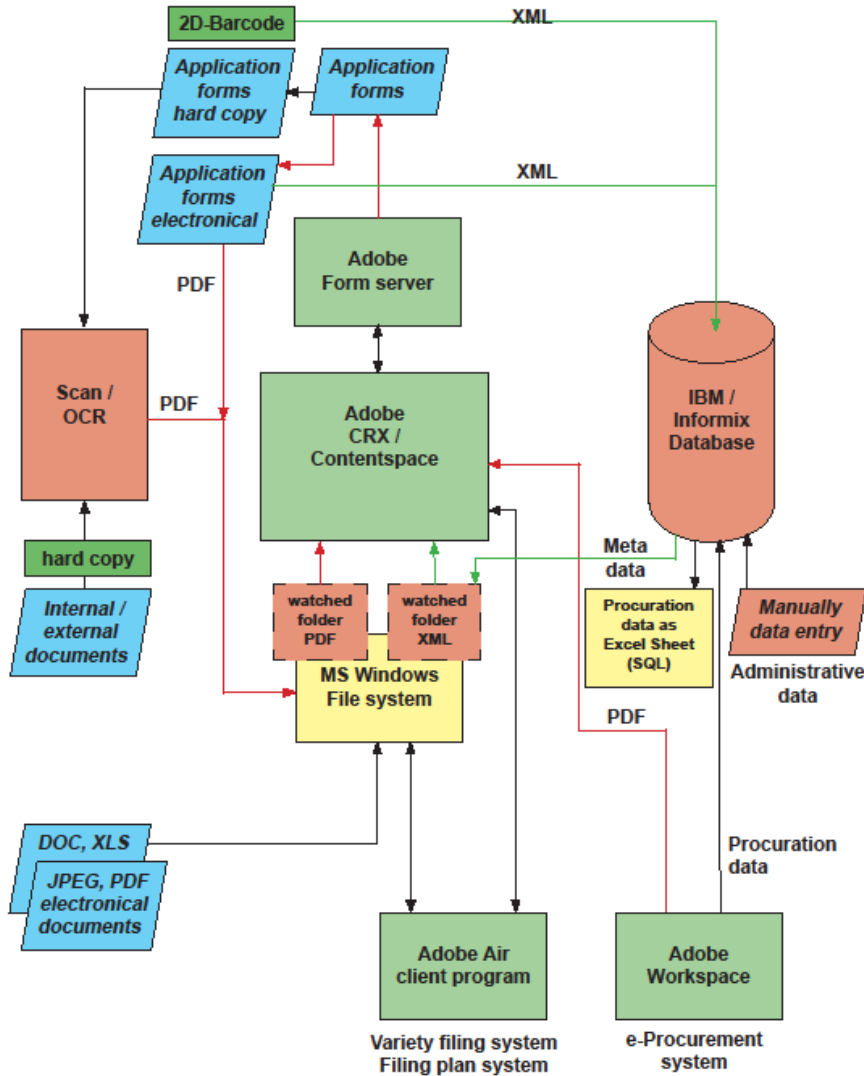 2D-Barcode
XML
Application
forms
hard copy
Application
forms
Application
forms
electronical
XML
PDF
Adobe
Form server
Scan /
OCR
PDF
Adobe
CRX /
Contentspace
IBM /
Informix
Database
hard copy
Internal /
external
documents
watched
folder
PDF
watched
folder
XML
Meta
data
MS Windows
File system
Procuration
data as
Excel Sheet
(SQL)
Manually
data entry
Administrative
data
PDF
DOC, XLS
JPEG, PDF
electronical
documents
Procuration
data
Adobe Air
client program
Adobe
Workspace
Variety filing system
Filing plan system
e-Procurement
system